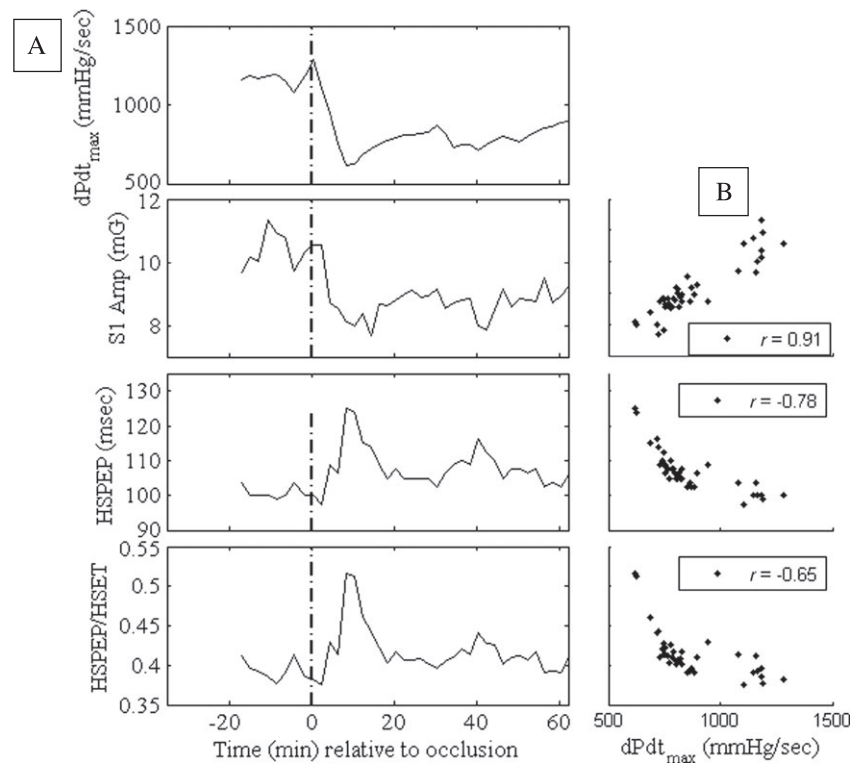 A
1500
1000
500
dPdtmax (mmHg/sec)
12
10
8
S1 Amp (mG)
B
r = 0.91
130
120
110
100
90
HSPEP (msec)
r = -0.78
0.55
0.5
0.45
0.4
0.35
HSPEP/HSET
r = -0.65
-20 0 20 40 60
Time (min) relative to occlusion
500 1000 1500
dPdtmax (mmHg/sec)